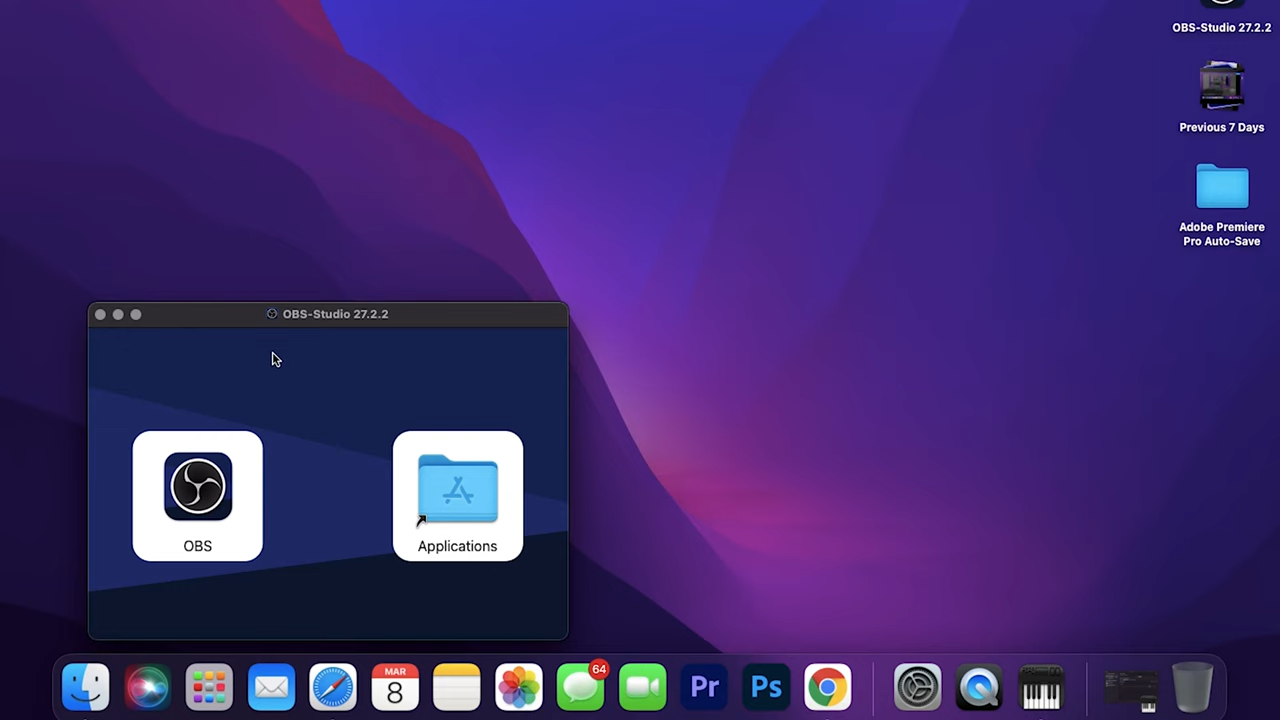 OBS-Studio 27.2.2
Previous 7 Days
Adobe Premiere
Pro Auto-Save
OBS-Studio 27.2.2
OBS
Applications
MAR
8
64
Pr
Ps